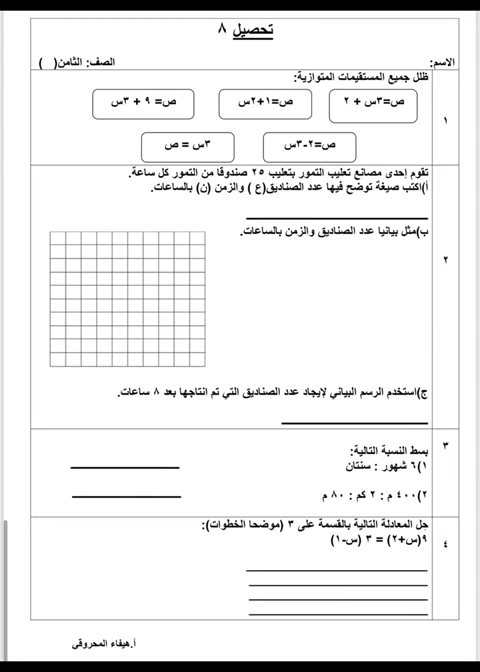 تحصيل ٨
الاسم: الصف: الثامن( )
ظلل جميع المستقيمات المتوازية:
١
ص=٣س + ٢
ص=١+٢س
ص= ٩ + ٣س
ص=٢-٣س
٣س = ص
٢
تقوم إحدى مصانع تعليب التمور بتعليب ٢٥ صندوقا من التمور كل ساعة.
أ)اكتب صيغة توضح فيها عدد الصناديق(ع ) والزمن (ن) بالساعات.
ب)مثل بيانيا عدد الصناديق والزمن بالساعات.
ج)استخدم الرسم البياني لإيجاد عدد الصناديق التي تم انتاجها بعد ٨ ساعات.
٣
بسط النسبة التالية:
١)٦ شهور : سنتان
٢)٤٠٠ م : ٢ كم : ٨٠ م
٤
حل المعادلة التالية بالقسمة على ٣ (موضحا الخطوات):
٩(س+٢) = ٣ (س-١)
أ.هيفاء المحروقي